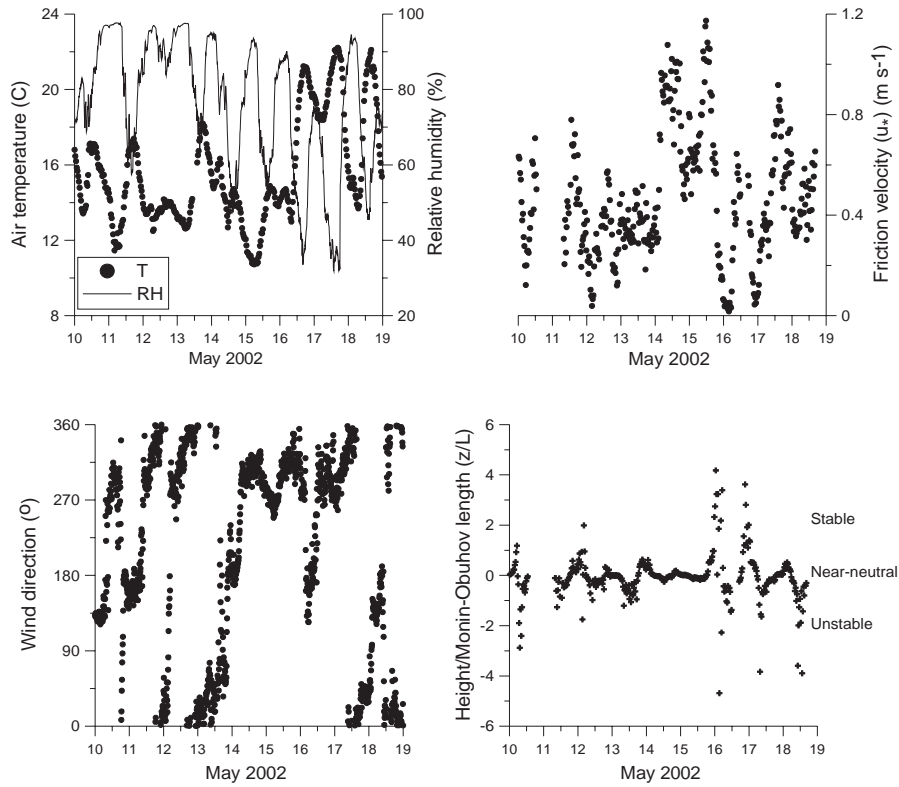 24
20
16
12
8
Air temperature (C)
100
80
60
40
20
Relative humidity (%)
T
RH
10 11 12 13 14 15 16 17 18 19
May 2002
1.2
0.8
0.4
0
Friction velocity (u*) (m s-1)
10 11 12 13 14 15 16 17 18 19
May 2002
360
270
180
90
0
Wind direction (o)
10 11 12 13 14 15 16 17 18 19
May 2002
6
4
2
0
-2
-4
-6
Height/Monin-Obuhov length (z/L)
Stable
Near-neutral
Unstable
10 11 12 13 14 15 16 17 18 19
May 2002